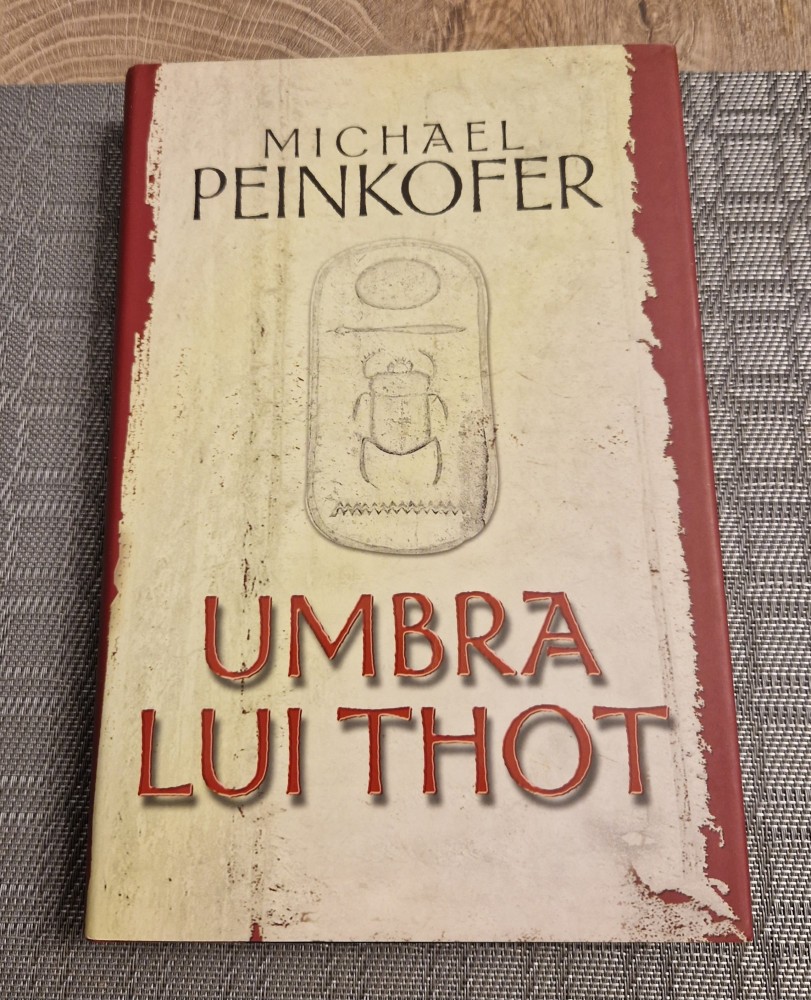 MICHAEL
PEINKOFER
UMBRA
LUI THOT